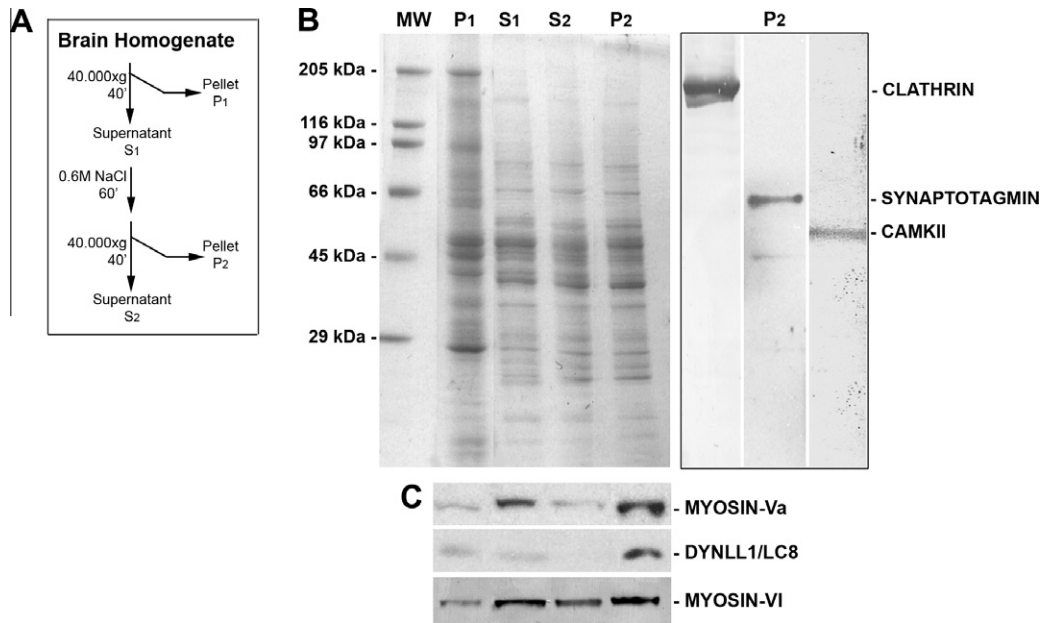 A
Brain Homogenate
40.000xg
40'
Pellet
P1
Supernatant
S1
0.6M NaCl
60'
40.000xg
40'
Pellet
P2
Supernatant
S2
B
MW P1 S1 S2 P2
205 kDa -
116 kDa -
97 kDa -
66 kDa -
45 kDa -
29 kDa -
P2
- CLATHRIN
- SYNAPTOTAGMIN
- CAMKII
C
- MYOSIN-Va
- DYNLL1/LC8
- MYOSIN-VI